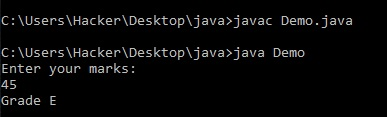 C:\Users\Hacker\Desktop\java>javac Demo.java
C:\Users\Hacker\Desktop\java>java Demo
Enter your marks:
45
Grade E